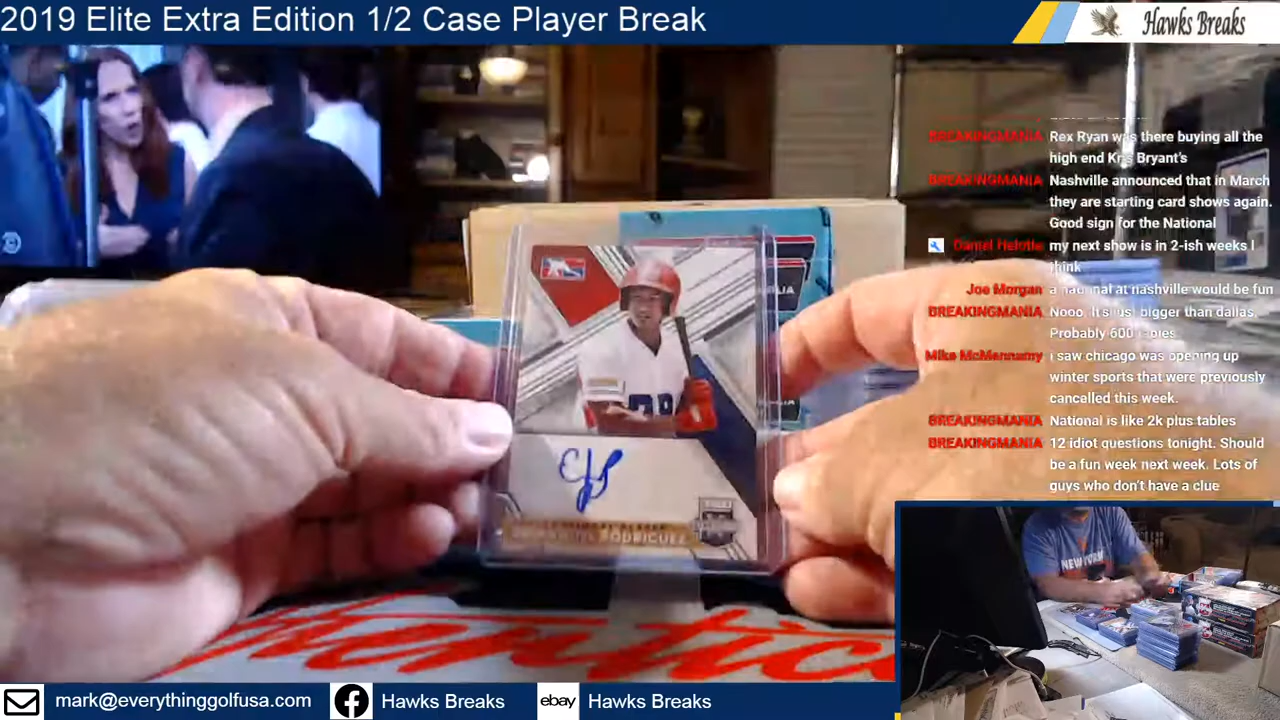 2019 Elite Extra Edition 1/2 Case Player Break
Hawks Breaks
BREAKINGMANIA Rex Ryan was there buying all the
high end Kris Bryant's
BREAKINGMANIA Nashville announced that in March
they are starting card shows again.
Good sign for the National
my next show is in 2-ish weeks I
think
Joe Morgan a national at nashville would be fun
BREAKINGMANIA Nooo. It's just bigger than dallas.
Probably 600
Mike McMennamy i saw chicago was opening up
winter sports that were previously
cancelled this week.
BREAKINGMANIA National is like 2k plus tables
BREAKINGMANIA 12 idiot questions tonight. Should
be a fun week next week. Lots of
guys who don't have a clue
RODRIGUEZ
NEW YORK
mark@everythinggolfusa.com
Hawks Breaks
ebay
Hawks Breaks